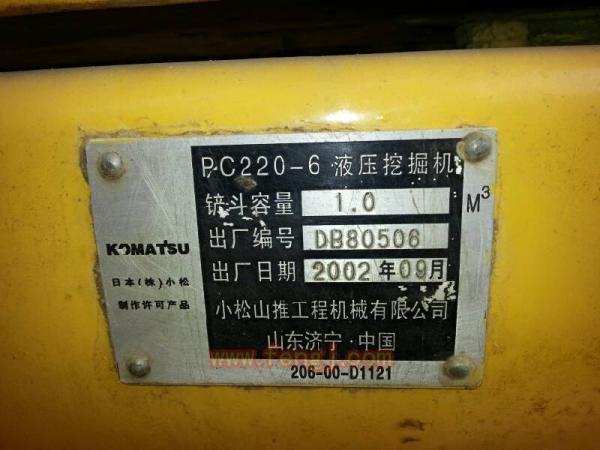 PC220-6 液压挖掘机
铲斗容量 1.0 M³
出厂编号 DB80506
出厂日期 2002年09月
KOMATSU
日本(株)小松
制作许可产品
小松山推工程机械有限公司
山东济宁·中国
www.fengj.com
206-00-D1121